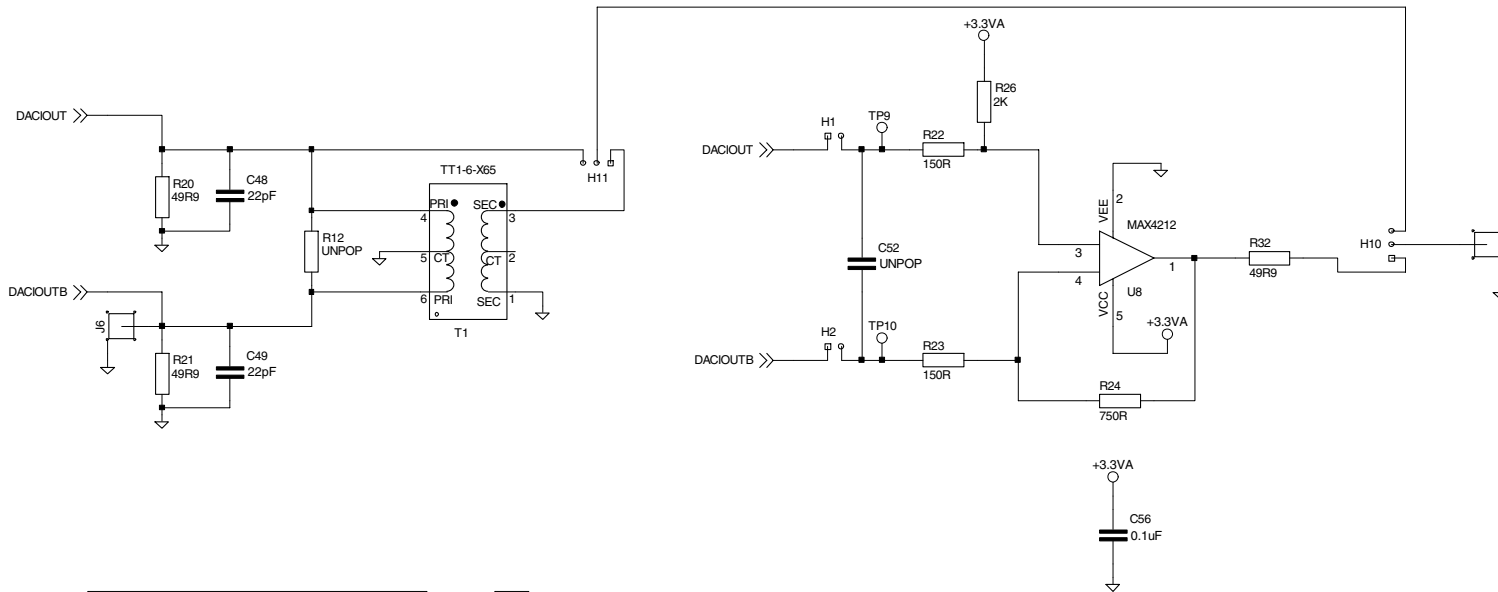 DACIOUT
R20
49R9
C48
22pF
R12
UNPOP
DACIOUTB
J6
R21
49R9
C49
22pF
TT1-6-X65
PRI
SEC
4
3
5
CT
CT
2
6
PRI
SEC
1
T1
H11
+3.3VA
R26
2K
DACIOUT
H1
TP9
R22
150R
C52
UNPOP
DACIOUTB
H2
TP10
R23
150R
VEE
2
MAX4212
3
4
1
U8
VCC
5
+3.3VA
R24
750R
R32
49R9
H10
+3.3VA
C56
0.1uF